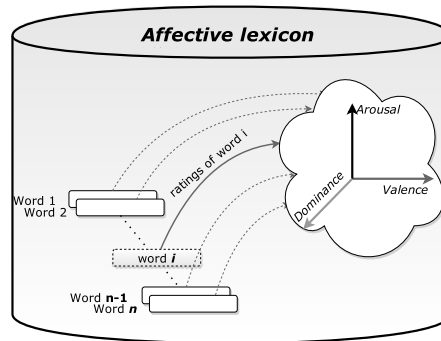 Affective lexicon
Arousal
ratings of word i
Dominance
Valence
Word 1
Word 2
word i
Word n-1
Word n